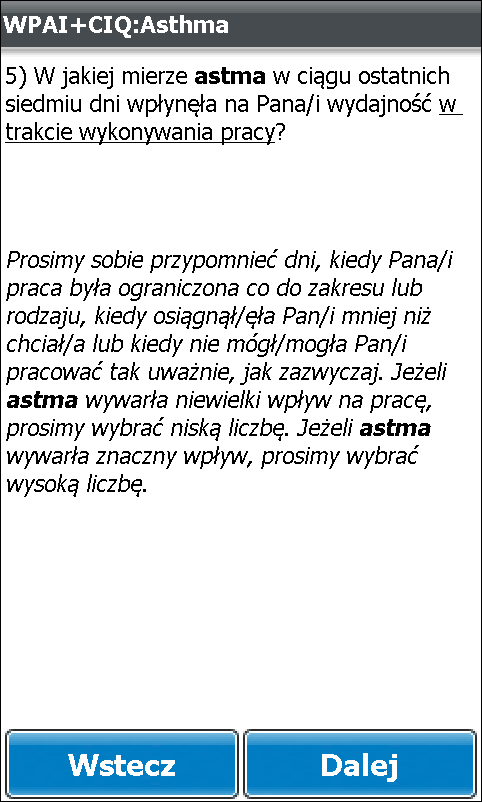 WPAI+CIQ:Asthma
5) W jakiej mierze astma w ciągu ostatnich
siedmiu dni wpłynęła na Pana/i wydajność w
trakcie wykonywania pracy?
Prosimy sobie przypomnieć dni, kiedy Pana/i
praca była ograniczona co do zakresu lub
rodzaju, kiedy osiągnął/ęła Pan/i mniej niż
chciał/a lub kiedy nie mógł/mogła Pan/i
pracować tak uważnie, jak zazwyczaj. Jeżeli
astma wywarła niewielki wpływ na pracę,
prosimy wybrać niską liczbę. Jeżeli astma
wywarła znaczny wpływ, prosimy wybrać
wysoką liczbę.
Wstecz
Dalej